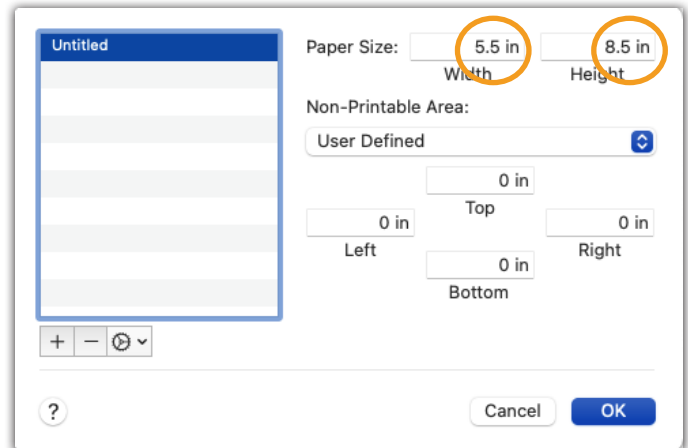 Untitled
Paper Size: 5.5 in 8.5 in
Width Height
Non-Printable Area:
User Defined
0 in
Top
0 in 0 in
Left Right
0 in
Bottom
+ −
? Cancel OK